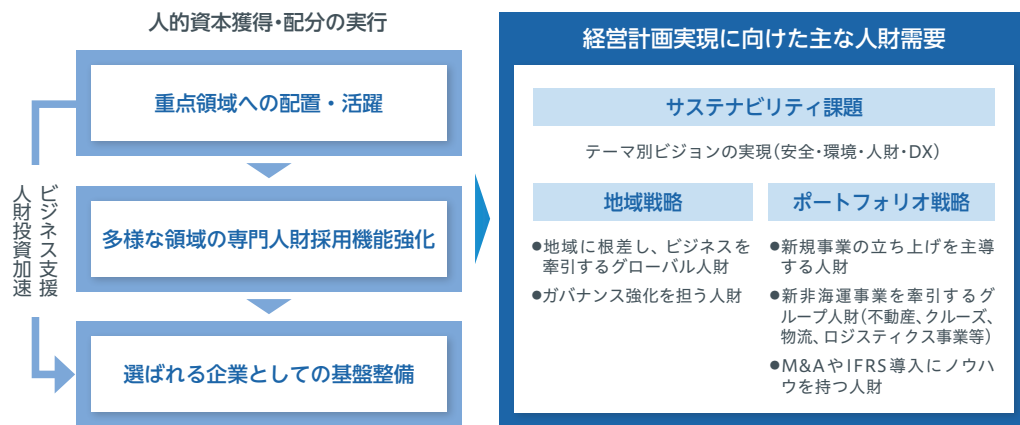 人的資本獲得・配分の実行
重点領域への配置・活躍
多様な領域の専門人財採用機能強化
選ばれる企業としての基盤整備
ビジネス支援
人財投資加速
経営計画実現に向けた主な人財需要
サステナビリティ課題
テーマ別ビジョンの実現（安全・環境・人財・DX）
地域戦略
●地域に根差し、ビジネスを
牽引するグローバル人財
●ガバナンス強化を担う人財
ポートフォリオ戦略
●新規事業の立ち上げを主導
する人財
●新非海運事業を牽引するグ
ループ人財（不動産、クルーズ、
物流、ロジスティクス事業等）
●M&AやIFRS導入にノウハ
ウを持つ人財